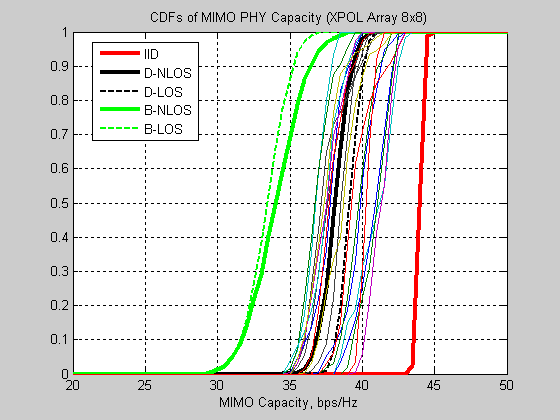 CDFs of MIMO PHY Capacity (XPOL Array 8x8)
1
0.9
0.8
0.7
0.6
0.5
0.4
0.3
0.2
0.1
0
IID
D-NLOS
D-LOS
B-NLOS
B-LOS
20 25 30 35 40 45 50
MIMO Capacity, bps/Hz